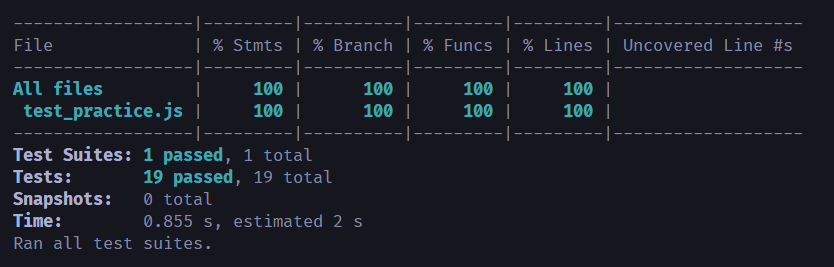 -----------------|---------|----------|---------|---------|-------------------
File             | % Stmts | % Branch | % Funcs | % Lines | Uncovered Line #s
-----------------|---------|----------|---------|---------|-------------------
All files        |     100 |      100 |     100 |     100 |
 test_practice.js |     100 |      100 |     100 |     100 |
-----------------|---------|----------|---------|---------|-------------------
Test Suites: 1 passed, 1 total
Tests:       19 passed, 19 total
Snapshots:   0 total
Time:        0.855 s, estimated 2 s
Ran all test suites.